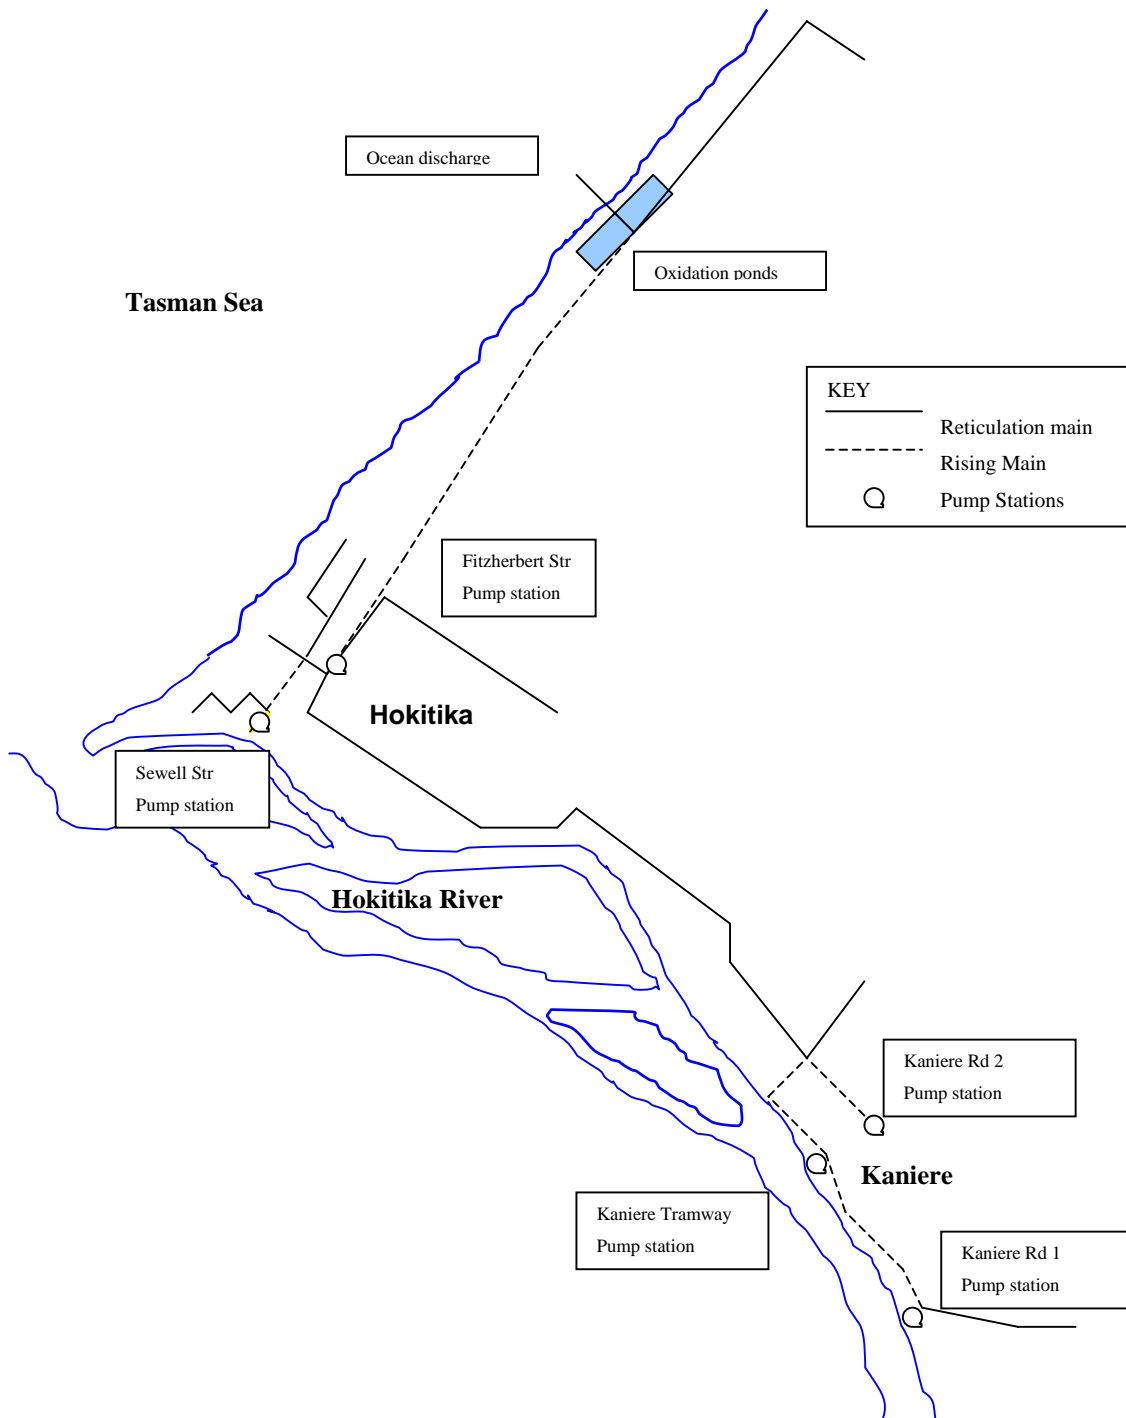 Ocean discharge
Oxidation ponds
Tasman Sea
KEY
Reticulation main
Rising Main
Pump Stations
Fitzherbert Str
Pump station
Hokitika
Sewell Str
Pump station
Hokitika River
Kaniere Rd 2
Pump station
Kaniere
Kaniere Tramway
Pump station
Kaniere Rd 1
Pump station